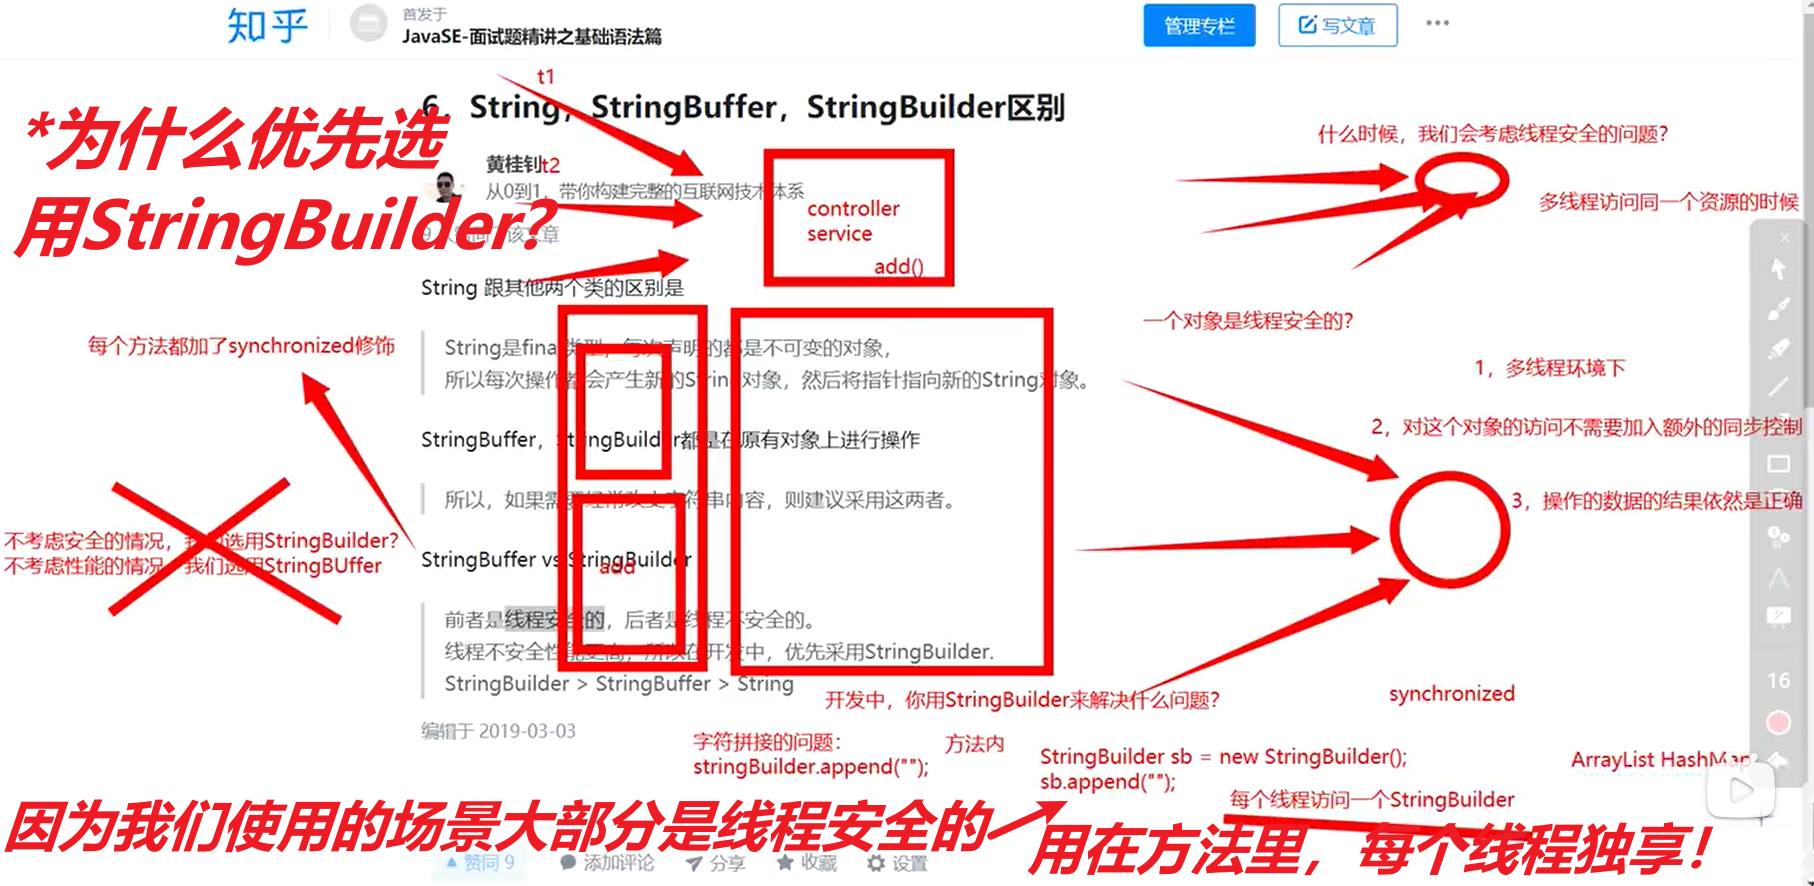 知乎
首发于
JavaSE-面试题精讲之基础语法篇
管理专栏
写文章
t1
6、String, StringBuffer, StringBuilder区别
*为什么优先选
用StringBuilder?
黄桂钊t2
从0到1, 带你构建完整的互联网技术体系
该文章
controller
service
add()
什么时候, 我们会考虑线程安全的问题?
多线程访问同一个资源的时候
String 跟其他两个类的区别是
每个方法都加了synchronized修饰
String是final类型, 每次声明的都是不可变的对象,
所以每次操作都会产生新的String对象, 然后将指针指向新的String对象。
一个对象是线程安全的?
1, 多线程环境下
2, 对这个对象的访问不需要加入额外的同步控制
3, 操作的数据的结果依然是正确
StringBuffer, StringBuilder都是在原有对象上进行操作
所以, 如果需要经常改变字符串内容, 则建议采用这两者。
不考虑安全的情况, 我们选用StringBuilder?
不考虑性能的情况, 我们选用StringBUffer
StringBuffer vs StringBuilder
add
前者是线程安全的, 后者是线程不安全的。
线程不安全性能更高, 所以在开发中, 优先采用StringBuilder.
StringBuilder > StringBuffer > String
编辑于 2019-03-03
开发中, 你用StringBuilder来解决什么问题?
synchronized
字符拼接的问题:
stringBuilder.append("");
方法内
StringBuilder sb = new StringBuilder();
sb.append("");
ArrayList HashMap
每个线程访问一个StringBuilder
因为我们使用的场景大部分是线程安全的
用在方法里, 每个线程独享!
赞同 9
添加评论
分享
收藏
设置
16